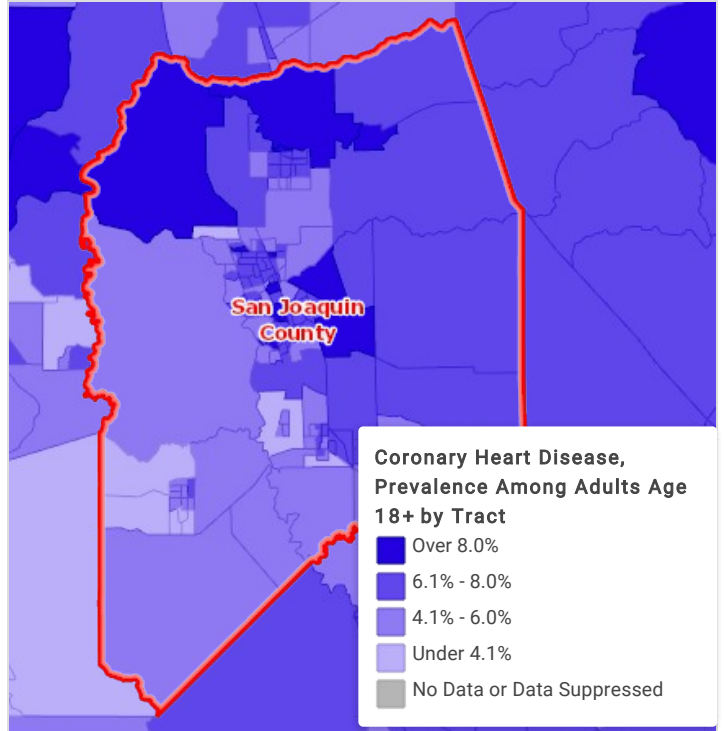 San Joaquin
County
Coronary Heart Disease,
Prevalence Among Adults Age
18+ by Tract
Over 8.0%
6.1% - 8.0%
4.1% - 6.0%
Under 4.1%
No Data or Data Suppressed